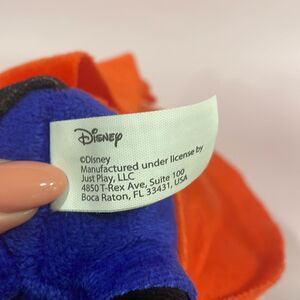 Disney
©Disney
Manufactured under license by
Just Play, LLC
4850 T-Rex Ave, Suite 100
Boca Raton, FL 33431, USA